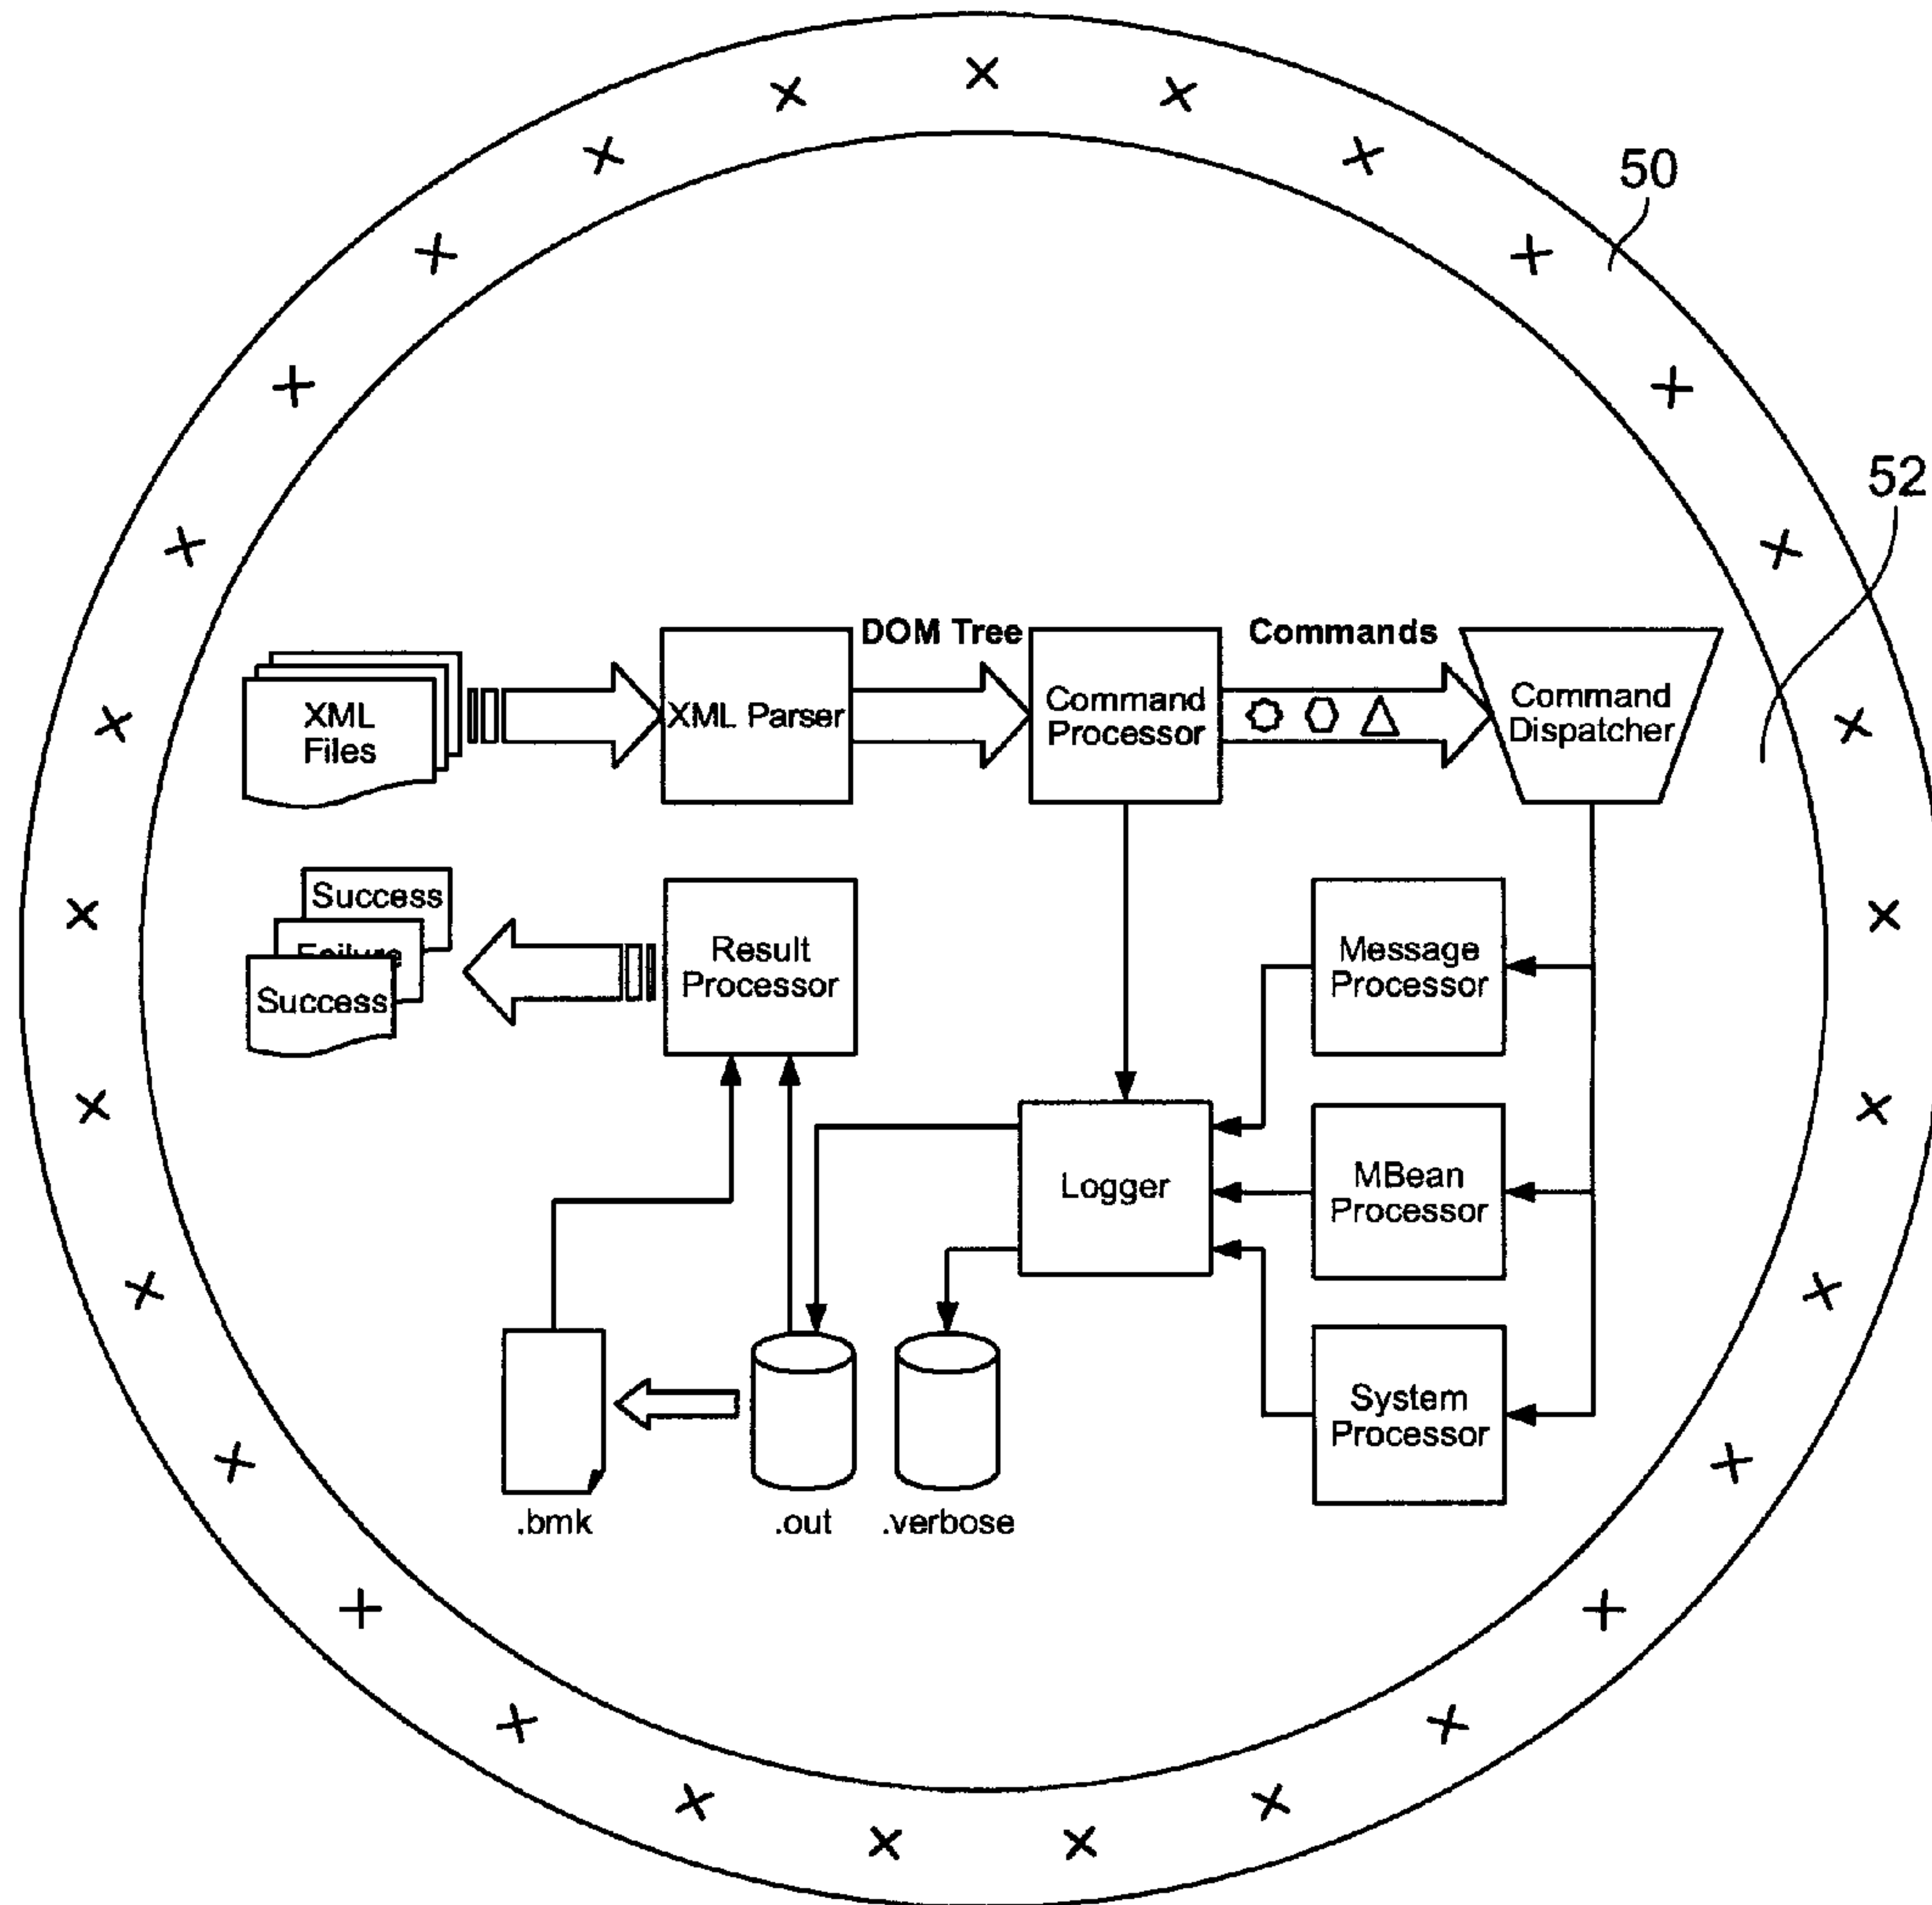 50
52
DOM Tree
Commands
XML
Files
XML Parser
Command
Processor
Command
Dispatcher
Success
Failure
Success
Result
Processor
Message
Processor
Logger
MBean
Processor
System
Processor
.bmk
.out
.verbose